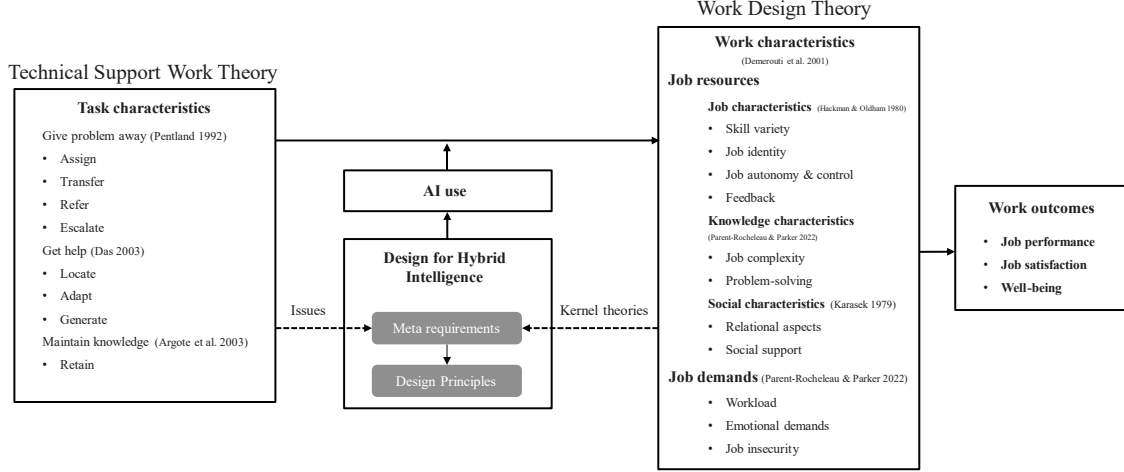 Technical Support Work Theory
Task characteristics
Give problem away (Pentland 1992)
• Assign
• Transfer
• Refer
• Escalate
Get help (Das 2003)
• Locate
• Adapt
• Generate
Maintain knowledge (Argote et al. 2003)
• Retain
AI use
Design for Hybrid
Intelligence
Issues
Meta requirements
Design Principles
Kernel theories
Work Design Theory
Work characteristics
(Demerouti et al. 2001)
Job resources
Job characteristics (Hackman & Oldham 1980)
• Skill variety
• Job identity
• Job autonomy & control
• Feedback
Knowledge characteristics
(Parent-Rocheleau & Parker 2022)
• Job complexity
• Problem-solving
Social characteristics (Karasek 1979)
• Relational aspects
• Social support
Job demands (Parent-Rocheleau & Parker 2022)
• Workload
• Emotional demands
• Job insecurity
Work outcomes
• Job performance
• Job satisfaction
• Well-being